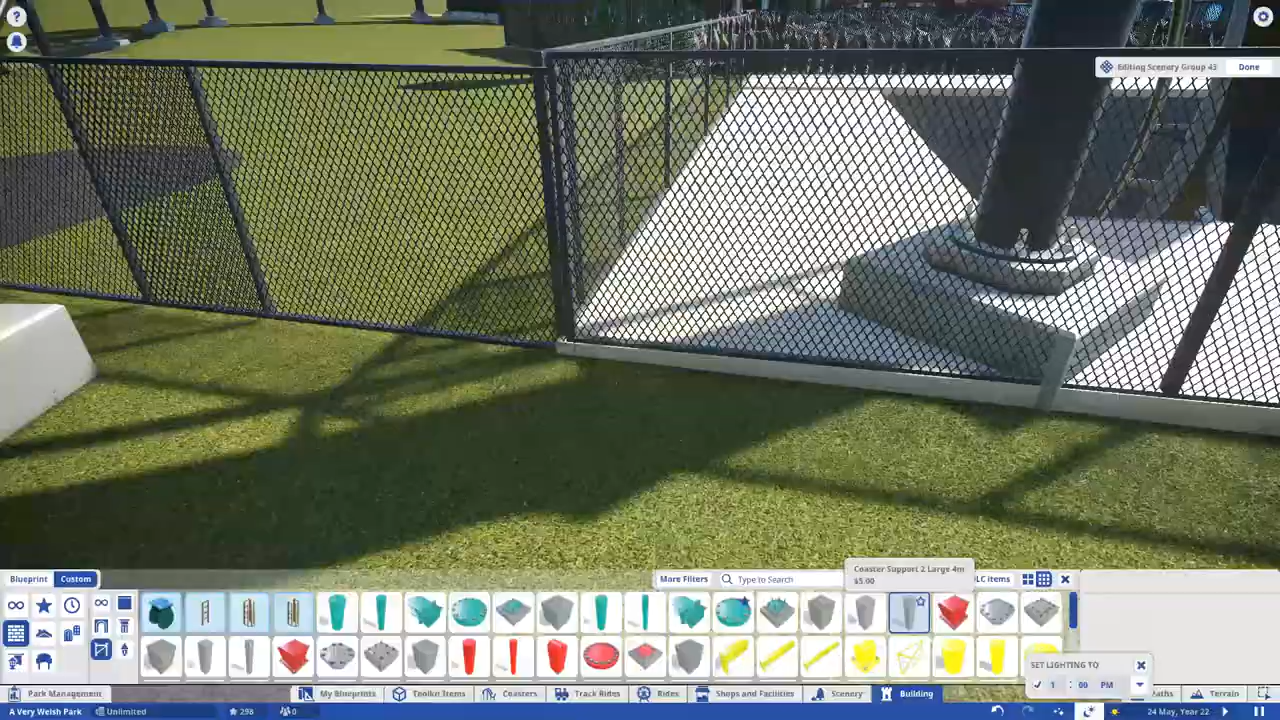 ?
Editing Scenery Group 43 Done
Coaster Support 2 Large 4m
$5.00
Blueprint Custom More Filters Type to Search LC items
SET LIGHTING TO
1 : 00 PM
Park Management My Blueprints Toolkit Items Coasters Track Rides Rides Shops and Facilities Scenery Building Paths Terrain
A Very Welsh Park Unlimited 298 0 24 May, Year 22